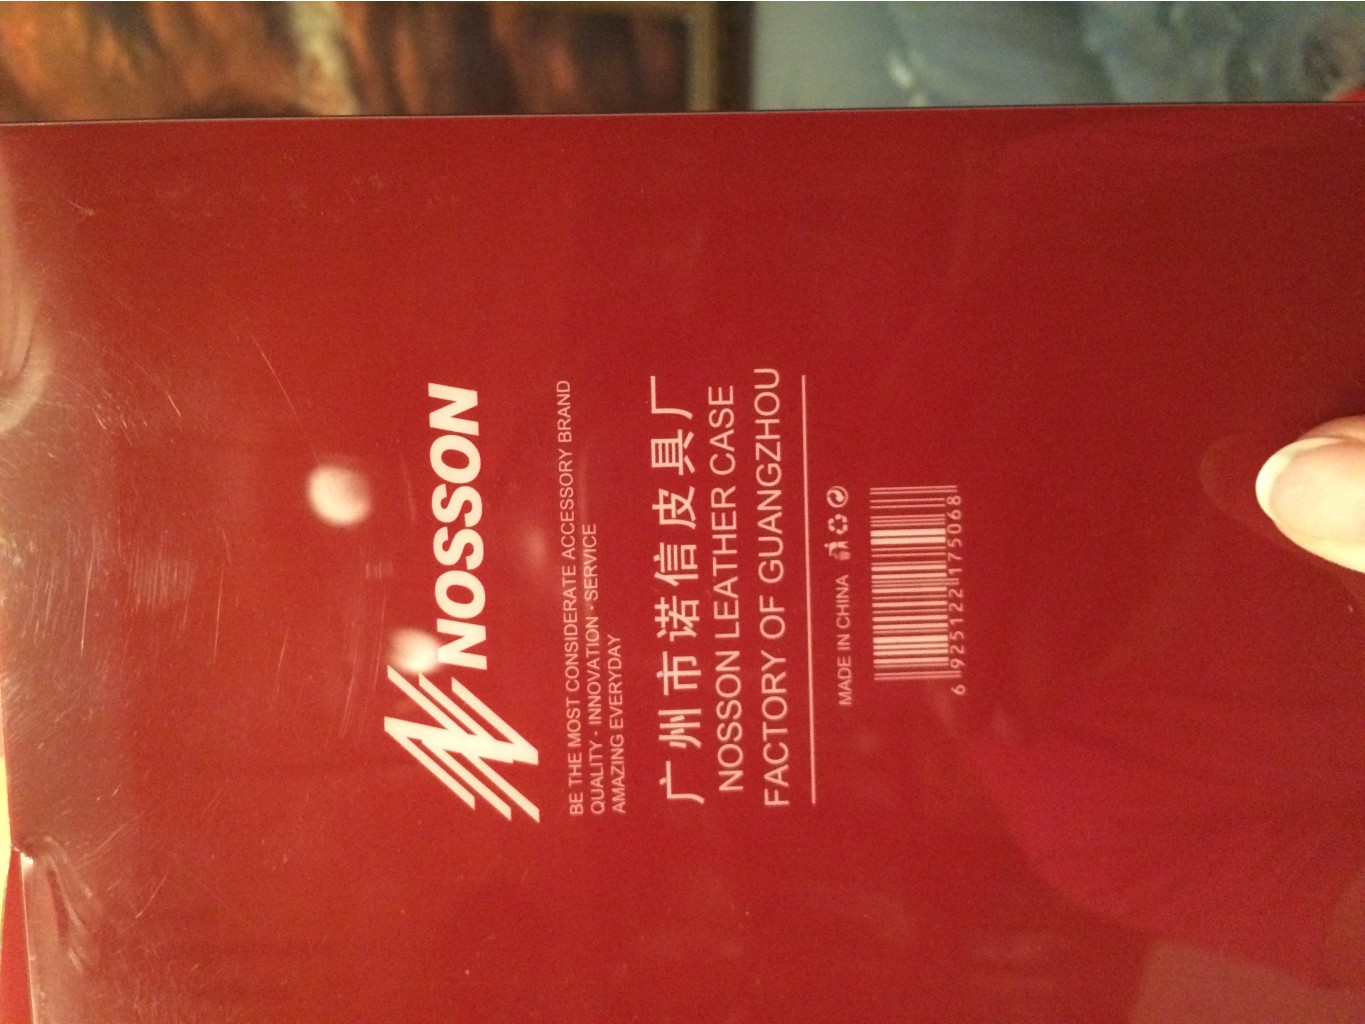 NOSSON
BE THE MOST CONSIDERATE ACCESSORY BRAND
QUALITY · INNOVATION · SERVICE
AMAZING EVERYDAY
广州市诺信皮具厂
NOSSON LEATHER CASE
FACTORY OF GUANGZHOU
MADE IN CHINA
6 925122 175068